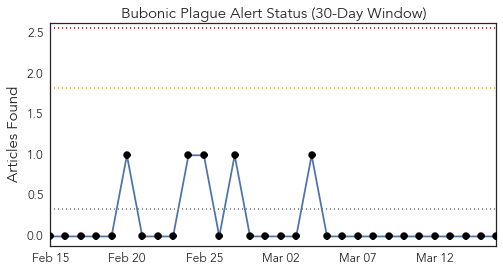 Bubonic Plague Alert Status (30-Day Window)
Articles Found
2.5
2.0
1.5
1.0
0.5
0.0
Feb 15 Feb 20 Feb 25 Mar 02 Mar 07 Mar 12